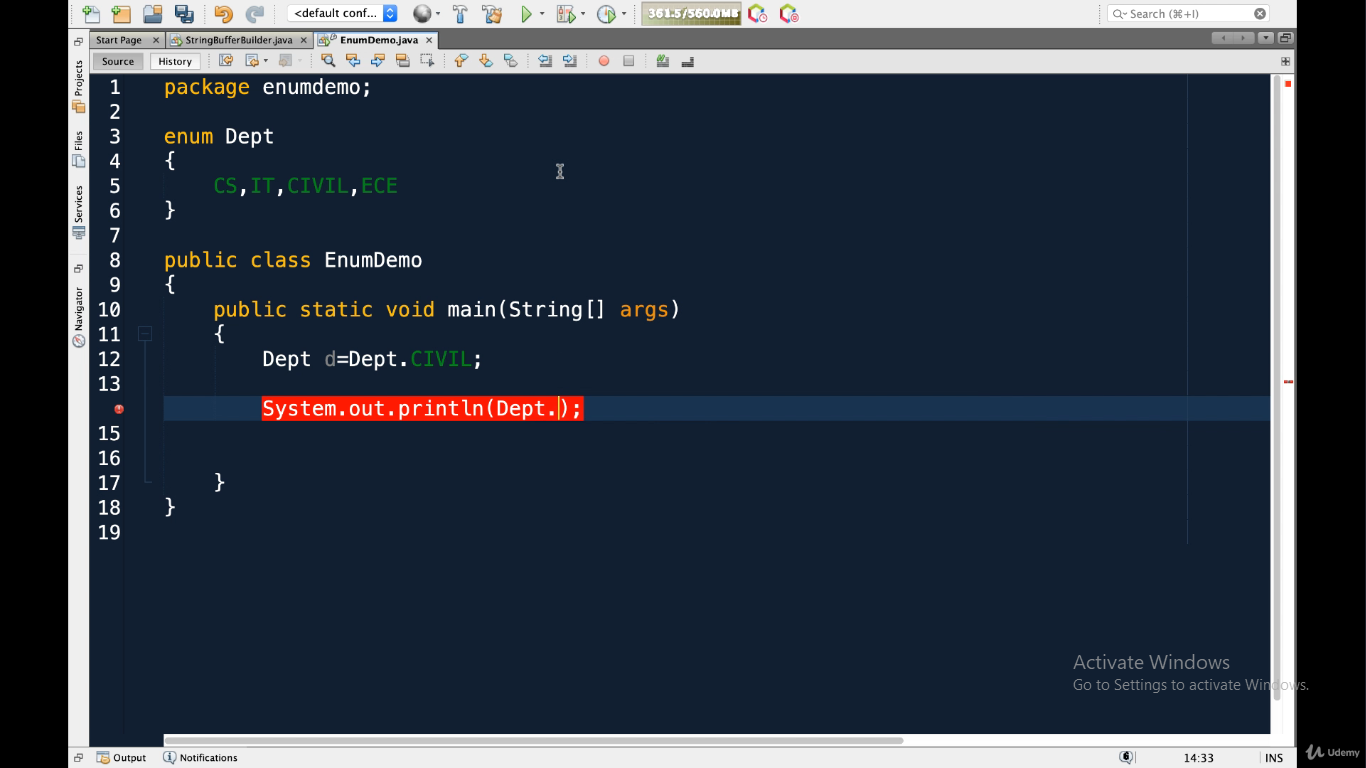 <default conf...
361.5/560.0MB
Search (⌘+I)
Start Page
StringBufferBuilder.java
EnumDemo.java
Source
History
Projects
Files
Services
Navigator
1 package enumdemo;
2
3 enum Dept
4 {
5 CS,IT,CIVIL,ECE
6 }
7
8 public class EnumDemo
9 {
10 public static void main(String[] args)
11 {
12 Dept d=Dept.CIVIL;
13
System.out.println(Dept.);
15
16
17 }
18 }
19
Activate Windows
Go to Settings to activate Windows.
Output
Notifications
6
14:33
INS
Udemy